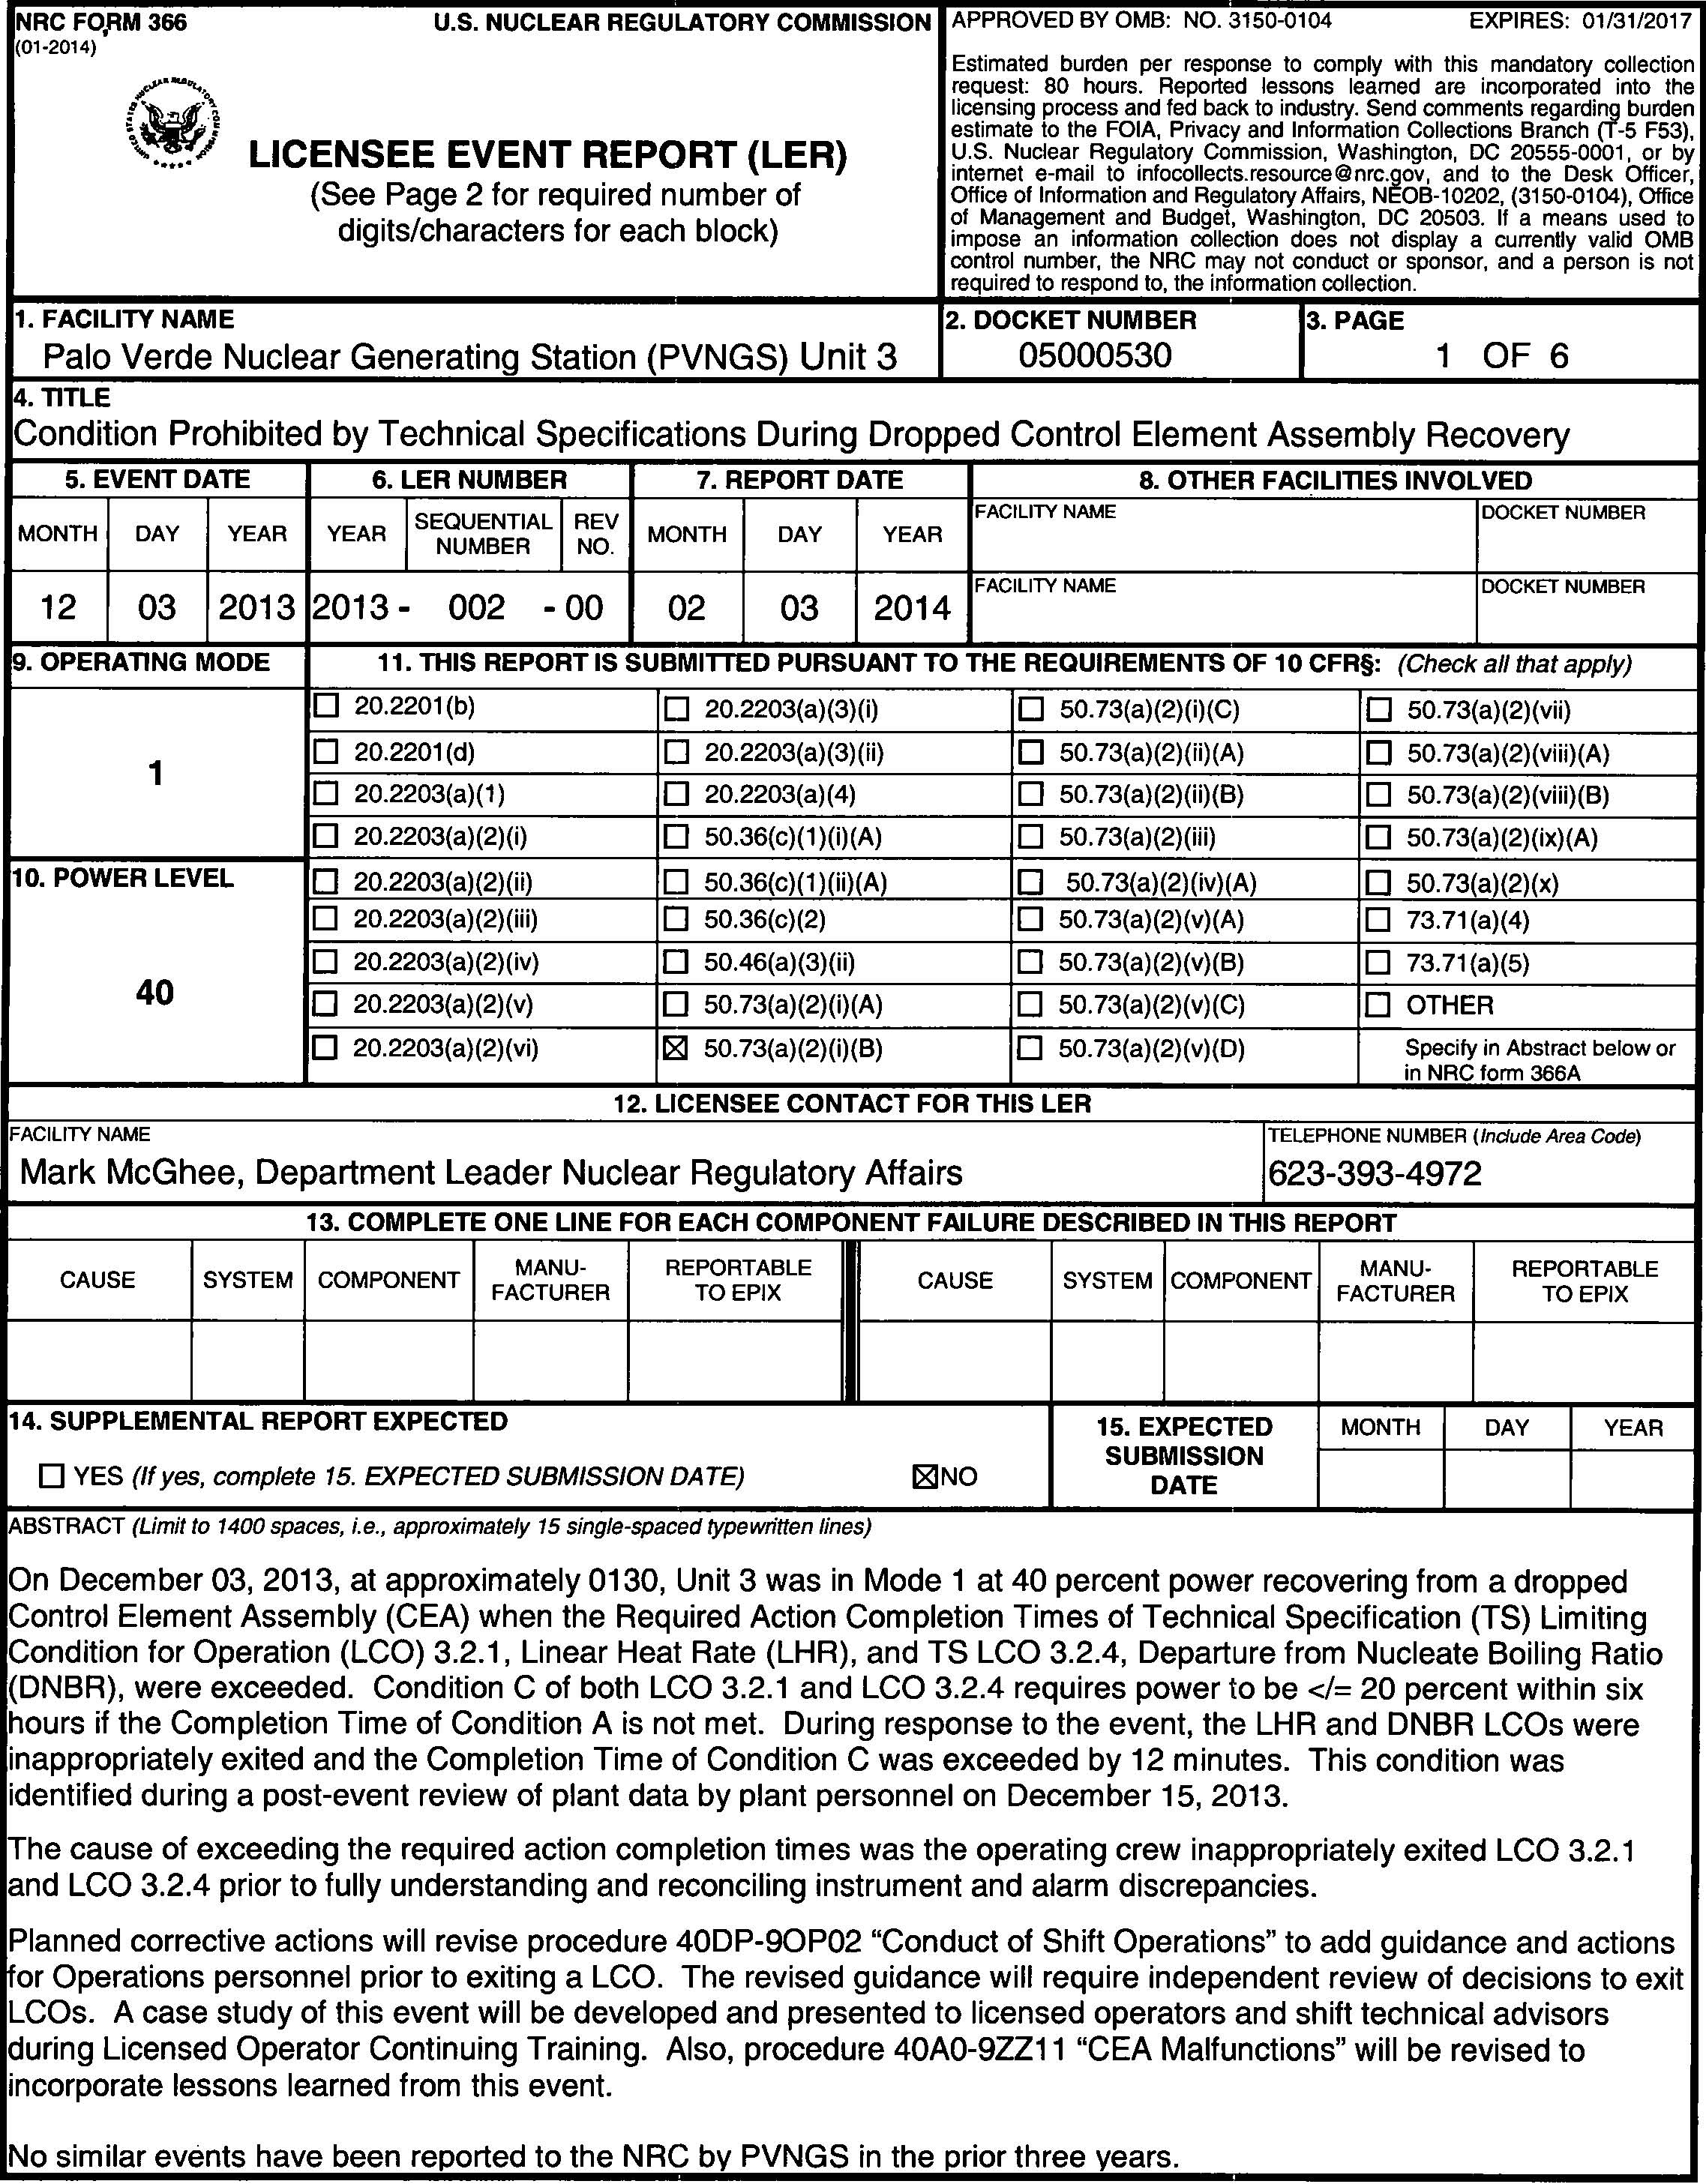 NRC FORM 366
(01-2014)
U.S. NUCLEAR REGULATORY COMMISSION
LICENSEE EVENT REPORT (LER)
(See Page 2 for required number of
digits/characters for each block)
APPROVED BY OMB: NO. 3150-0104 EXPIRES: 01/31/2017
Estimated burden per response to comply with this mandatory collection
request: 80 hours. Reported lessons learned are incorporated into the
licensing process and fed back to industry. Send comments regarding burden
estimate to the FOIA, Privacy and Information Collections Branch (T-5 F53),
U.S. Nuclear Regulatory Commission, Washington, DC 20555-0001, or by
internet e-mail to infocollects.resource@nrc.gov, and to the Desk Officer,
Office of Information and Regulatory Affairs, NEOB-10202, (3150-0104), Office
of Management and Budget, Washington, DC 20503. If a means used to
impose an information collection does not display a currently valid OMB
control number, the NRC may not conduct or sponsor, and a person is not
required to respond to, the information collection.
1. FACILITY NAME
Palo Verde Nuclear Generating Station (PVNGS) Unit 3
2. DOCKET NUMBER
05000530
3. PAGE
1 OF 6
4. TITLE
Condition Prohibited by Technical Specifications During Dropped Control Element Assembly Recovery
5. EVENT DATE 6. LER NUMBER 7. REPORT DATE 8. OTHER FACILITIES INVOLVED
MONTH DAY YEAR YEAR SEQUENTIAL NUMBER REV NO. MONTH DAY YEAR
FACILITY NAME DOCKET NUMBER
12 03 2013 2013 - 002 - 00 02 03 2014
FACILITY NAME DOCKET NUMBER
9. OPERATING MODE
1
10. POWER LEVEL
40
11. THIS REPORT IS SUBMITTED PURSUANT TO THE REQUIREMENTS OF 10 CFR§: (Check all that apply)
☐ 20.2201(b) ☐ 20.2203(a)(3)(i) ☐ 50.73(a)(2)(i)(C) ☐ 50.73(a)(2)(vii)
☐ 20.2201(d) ☐ 20.2203(a)(3)(ii) ☐ 50.73(a)(2)(ii)(A) ☐ 50.73(a)(2)(viii)(A)
☐ 20.2203(a)(1) ☐ 20.2203(a)(4) ☐ 50.73(a)(2)(ii)(B) ☐ 50.73(a)(2)(viii)(B)
☐ 20.2203(a)(2)(i) ☐ 50.36(c)(1)(i)(A) ☐ 50.73(a)(2)(iii) ☐ 50.73(a)(2)(ix)(A)
☐ 20.2203(a)(2)(ii) ☐ 50.36(c)(1)(ii)(A) ☐ 50.73(a)(2)(iv)(A) ☐ 50.73(a)(2)(x)
☐ 20.2203(a)(2)(iii) ☐ 50.36(c)(2) ☐ 50.73(a)(2)(v)(A) ☐ 73.71(a)(4)
☐ 20.2203(a)(2)(iv) ☐ 50.46(a)(3)(ii) ☐ 50.73(a)(2)(v)(B) ☐ 73.71(a)(5)
☐ 20.2203(a)(2)(v) ☐ 50.73(a)(2)(i)(A) ☐ 50.73(a)(2)(v)(C) ☐ OTHER
☐ 20.2203(a)(2)(vi) ☒ 50.73(a)(2)(i)(B) ☐ 50.73(a)(2)(v)(D) Specify in Abstract below or
in NRC form 366A
12. LICENSEE CONTACT FOR THIS LER
FACILITY NAME
Mark McGhee, Department Leader Nuclear Regulatory Affairs
TELEPHONE NUMBER (Include Area Code)
623-393-4972
13. COMPLETE ONE LINE FOR EACH COMPONENT FAILURE DESCRIBED IN THIS REPORT
CAUSE SYSTEM COMPONENT MANU-FACTURER REPORTABLE TO EPIX CAUSE SYSTEM COMPONENT MANU-FACTURER REPORTABLE TO EPIX
14. SUPPLEMENTAL REPORT EXPECTED
☐ YES (If yes, complete 15. EXPECTED SUBMISSION DATE) ☒NO
15. EXPECTED
SUBMISSION
DATE
MONTH DAY YEAR
ABSTRACT (Limit to 1400 spaces, i.e., approximately 15 single-spaced typewritten lines)
On December 03, 2013, at approximately 0130, Unit 3 was in Mode 1 at 40 percent power recovering from a dropped
Control Element Assembly (CEA) when the Required Action Completion Times of Technical Specification (TS) Limiting
Condition for Operation (LCO) 3.2.1, Linear Heat Rate (LHR), and TS LCO 3.2.4, Departure from Nucleate Boiling Ratio
(DNBR), were exceeded. Condition C of both LCO 3.2.1 and LCO 3.2.4 requires power to be </= 20 percent within six
hours if the Completion Time of Condition A is not met. During response to the event, the LHR and DNBR LCOs were
inappropriately exited and the Completion Time of Condition C was exceeded by 12 minutes. This condition was
identified during a post-event review of plant data by plant personnel on December 15, 2013.
The cause of exceeding the required action completion times was the operating crew inappropriately exited LCO 3.2.1
and LCO 3.2.4 prior to fully understanding and reconciling instrument and alarm discrepancies.
Planned corrective actions will revise procedure 40DP-9OP02 “Conduct of Shift Operations” to add guidance and actions
for Operations personnel prior to exiting a LCO. The revised guidance will require independent review of decisions to exit
LCOs. A case study of this event will be developed and presented to licensed operators and shift technical advisors
during Licensed Operator Continuing Training. Also, procedure 40A0-9ZZ11 “CEA Malfunctions” will be revised to
incorporate lessons learned from this event.
No similar events have been reported to the NRC by PVNGS in the prior three years.